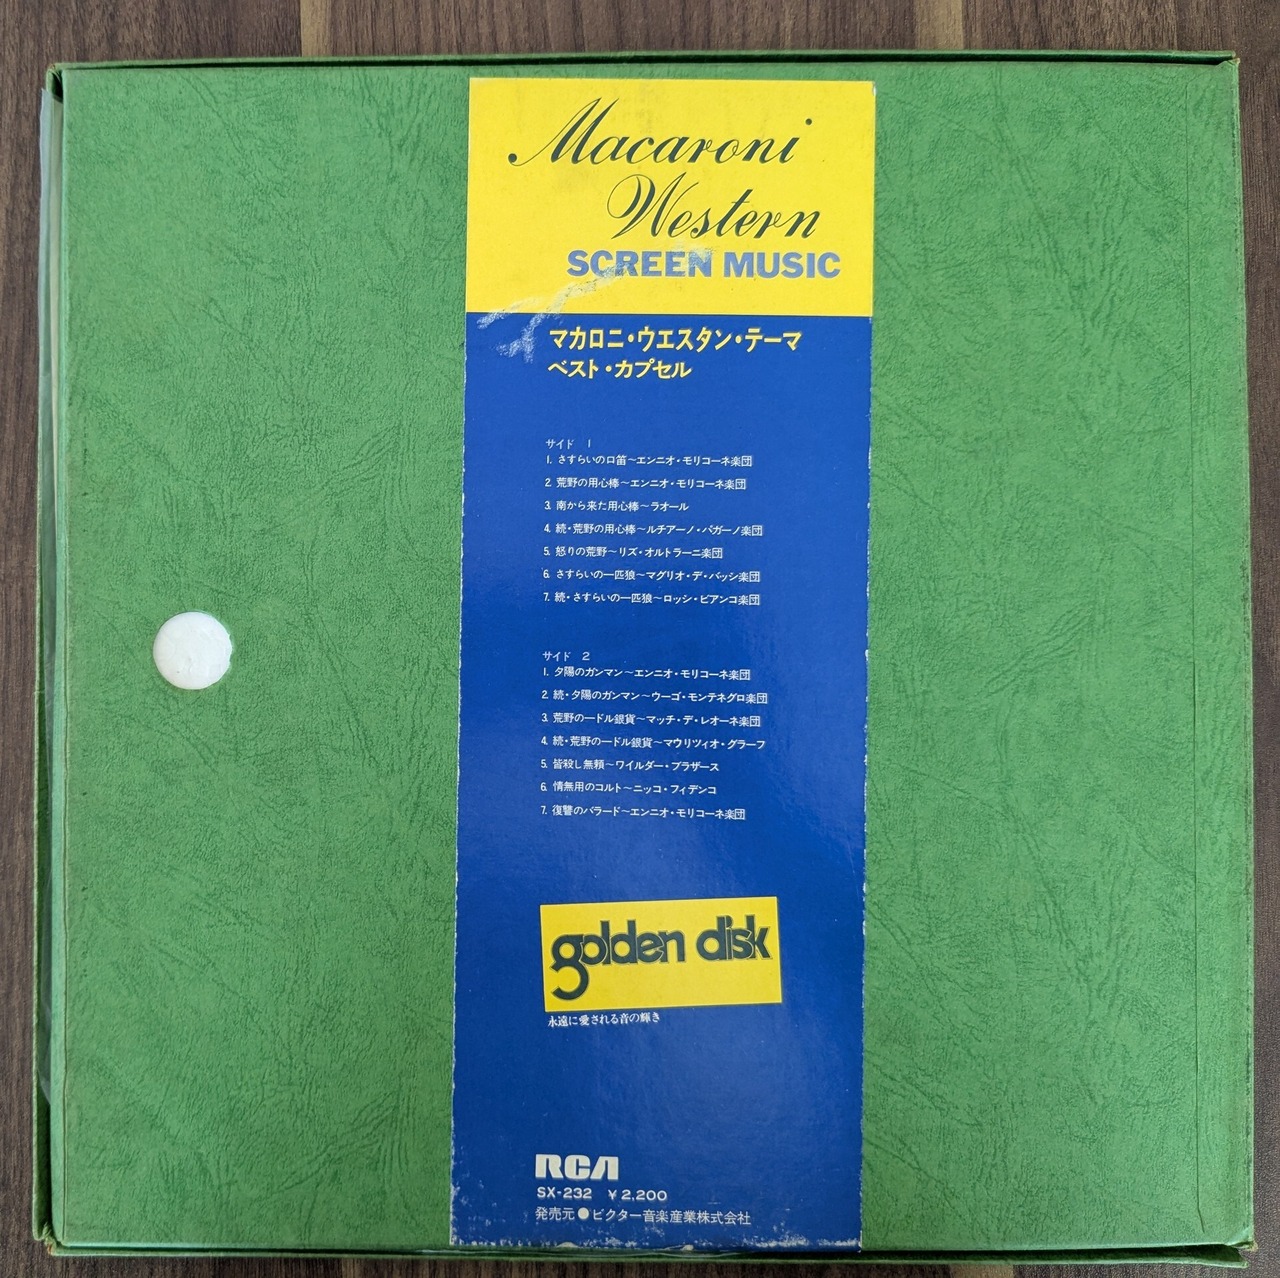 Macaroni
Western
SCREEN MUSIC
マカロニ・ウエスタン・テーマ
ベスト・カプセル
サイド 1
1. さすらいの口笛～エンニオ・モリコーネ楽団
2. 荒野の用心棒～エンニオ・モリコーネ楽団
3. 南から来た用心棒～ラオール
4. 続・荒野の用心棒～ルチアーノ・パガーノ楽団
5. 怒りの荒野～リズ・オルトラーニ楽団
6. さすらいの一匹狼～マグリオ・デ・バッシ楽団
7. 続・さすらいの一匹狼～ロッシ・ビアンコ楽団
サイド 2
1. 夕陽のガンマン～エンニオ・モリコーネ楽団
2. 続・夕陽のガンマン～ウーゴ・モンテネグロ楽団
3. 荒野の一ドル銀貨～マッチ・デ・レオーネ楽団
4. 続・荒野の一ドル銀貨～マウリツィオ・グラーフ
5. 皆殺し無頼～ワイルダー・ブラザース
6. 情無用のコルト～ニッコ・フィデンコ
7. 復讐のバラード～エンニオ・モリコーネ楽団
golden disk
永遠に愛される音の輝き
RCA
SX-232 ￥2,200
発売元●ビクター音楽産業株式会社